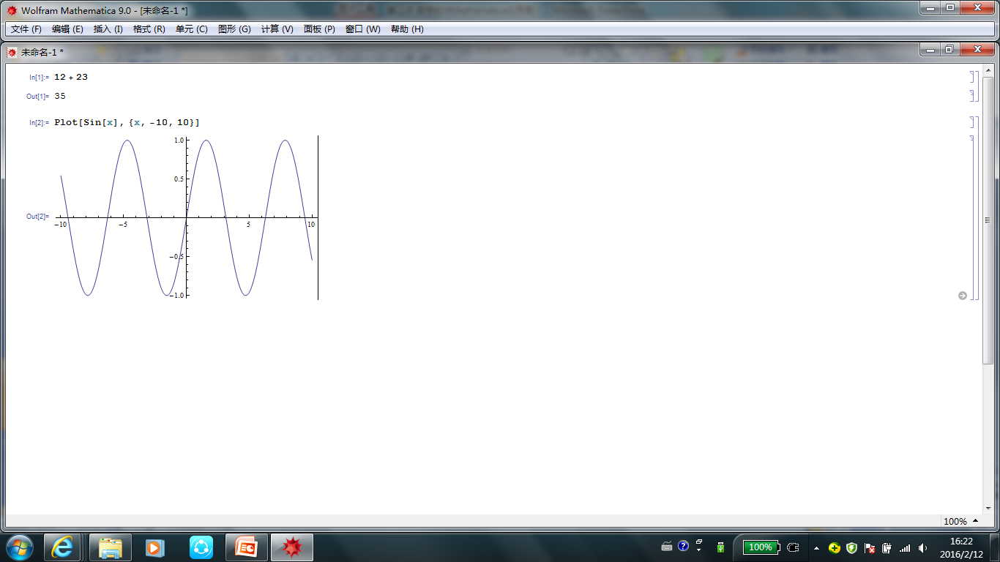 Wolfram Mathematica 9.0 - [未命名-1 *]
文件 (F) 编辑 (E) 插入 (I) 格式 (R) 单元 (C) 图形 (G) 计算 (V) 面板 (P) 窗口 (W) 帮助 (H)
未命名-1 *
In[1]:= 12 + 23
Out[1]= 35
In[2]:= Plot[Sin[x], {x, -10, 10}]
1.0
0.5
Out[2]=
-10 -5 5 10
-0.5
-1.0
100%
100%
16:22
2016/2/12